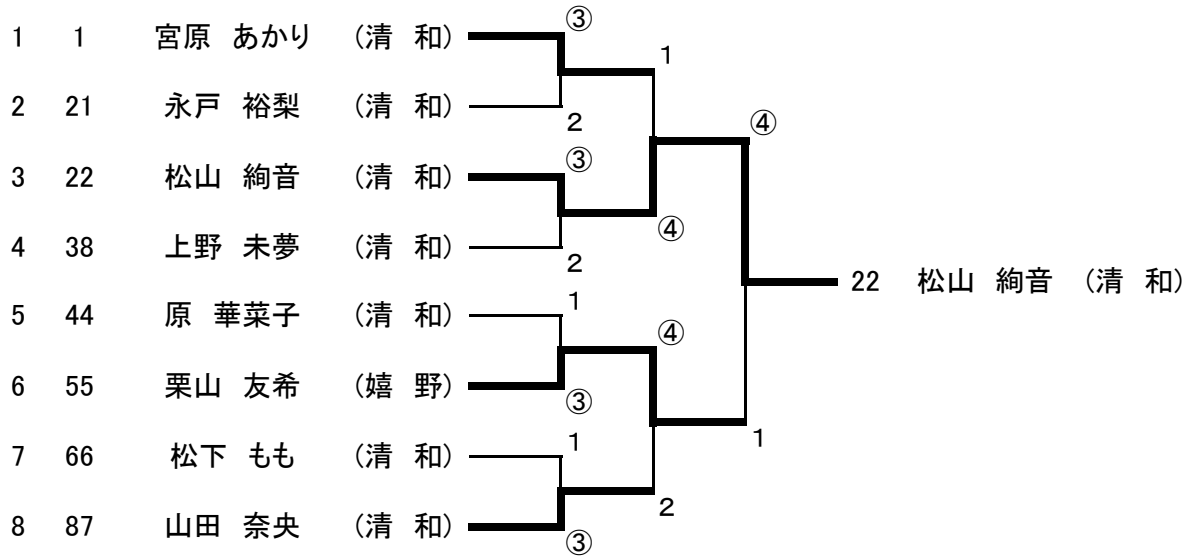 ③
1 1 宮原 あかり (清 和)
1
2 21 永戸 裕梨 (清 和)
2
④
③
3 22 松山 絢音 (清 和)
④
4 38 上野 未夢 (清 和)
2
22 松山 絢音 (清 和)
1
5 44 原 華菜子 (清 和)
④
6 55 栗山 友希 (嬉 野)
③
1
1
7 66 松下 もも (清 和)
2
8 87 山田 奈央 (清 和)
③